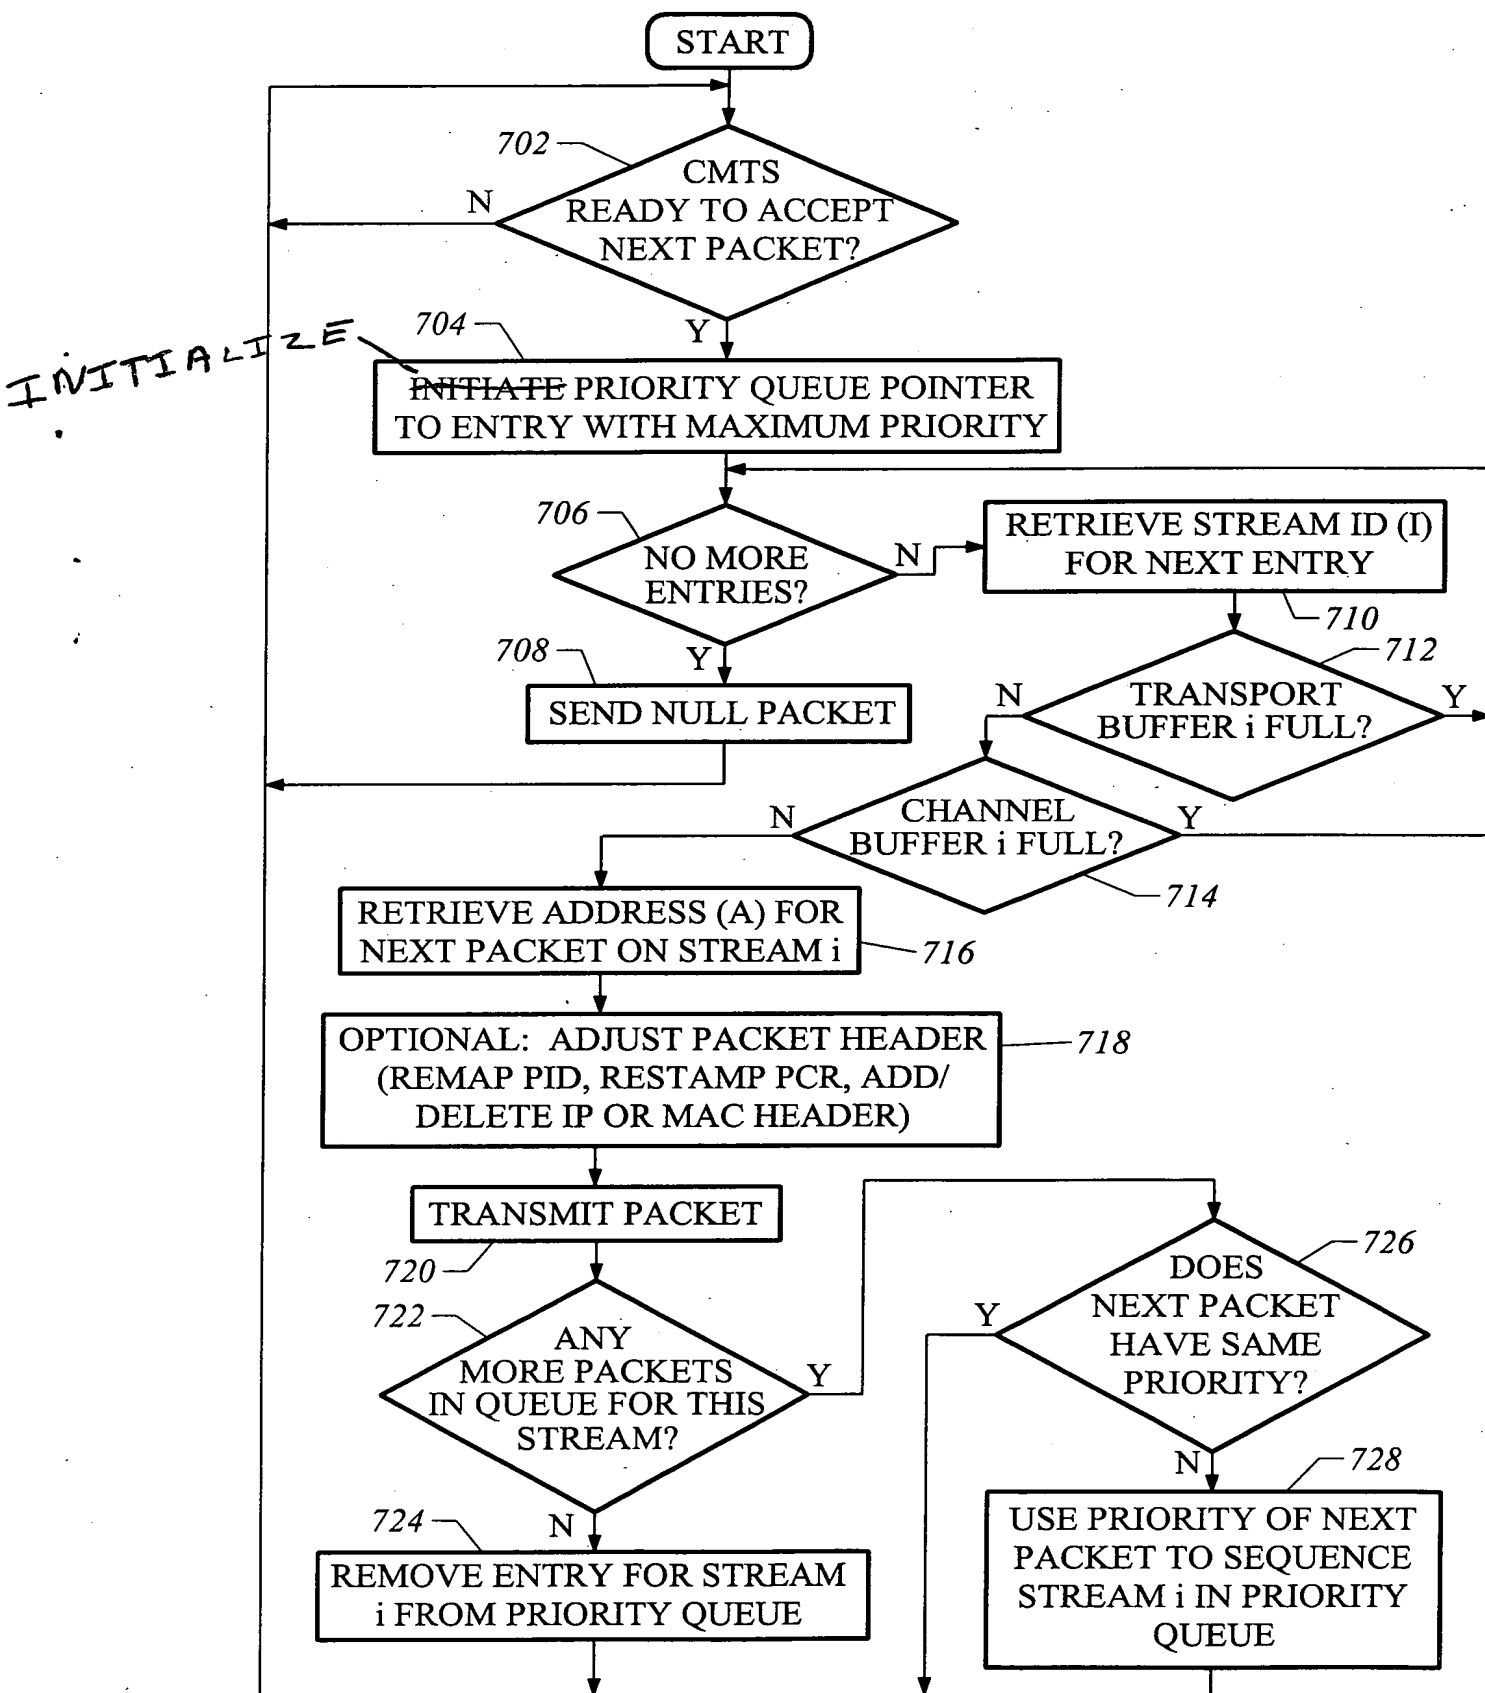 START
702
CMTS
READY TO ACCEPT
NEXT PACKET?
N
Y
704
INITIALIZE
INITIATE PRIORITY QUEUE POINTER
TO ENTRY WITH MAXIMUM PRIORITY
706
NO MORE
ENTRIES?
N
Y
RETRIEVE STREAM ID (I)
FOR NEXT ENTRY
710
708
SEND NULL PACKET
712
TRANSPORT
BUFFER i FULL?
N
Y
CHANNEL
BUFFER i FULL?
N
Y
714
RETRIEVE ADDRESS (A) FOR
NEXT PACKET ON STREAM i
716
OPTIONAL: ADJUST PACKET HEADER
(REMAP PID, RESTAMP PCR, ADD/
DELETE IP OR MAC HEADER)
718
TRANSMIT PACKET
720
722
ANY
MORE PACKETS
IN QUEUE FOR THIS
STREAM?
Y
N
726
DOES
NEXT PACKET
HAVE SAME
PRIORITY?
Y
N
724
REMOVE ENTRY FOR STREAM
i FROM PRIORITY QUEUE
728
USE PRIORITY OF NEXT
PACKET TO SEQUENCE
STREAM i IN PRIORITY
QUEUE